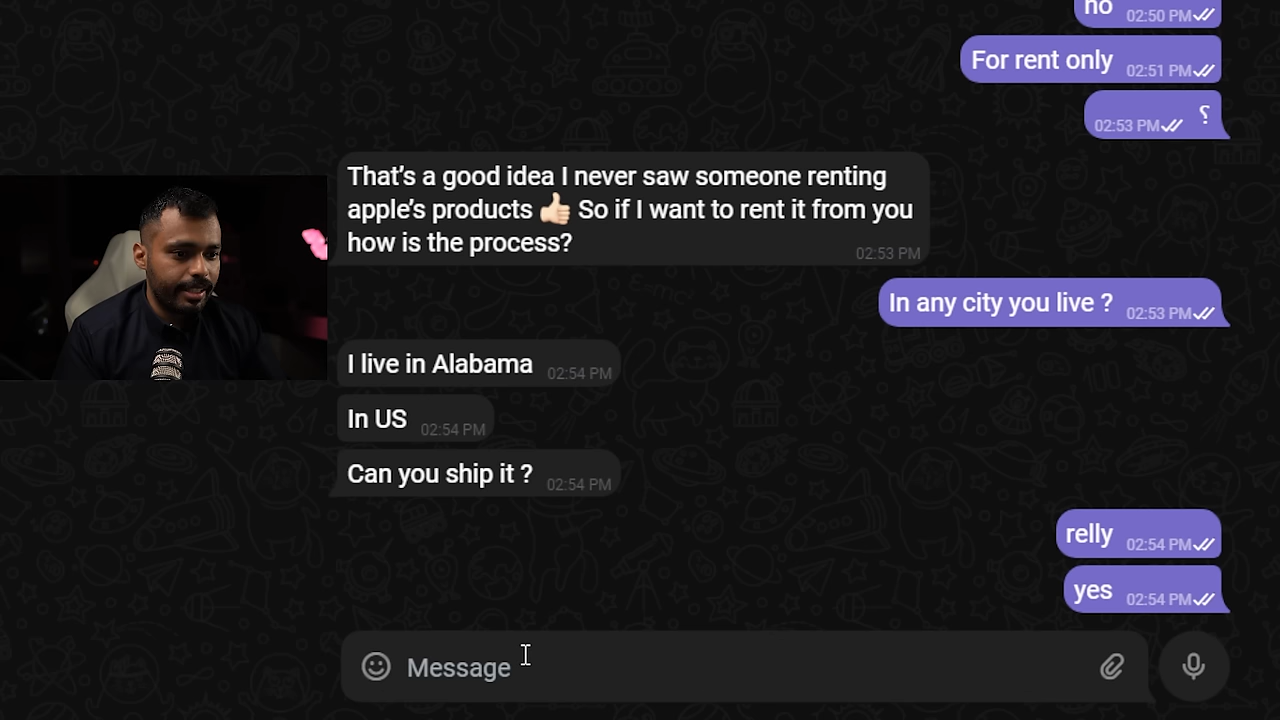 no 02:50 PM
For rent only 02:51 PM
؟ 02:53 PM
That’s a good idea I never saw someone renting
apple’s products 👍🏻 So if I want to rent it from you
how is the process? 02:53 PM
In any city you live ? 02:53 PM
I live in Alabama 02:54 PM
In US 02:54 PM
Can you ship it ? 02:54 PM
relly 02:54 PM
yes 02:54 PM
Message